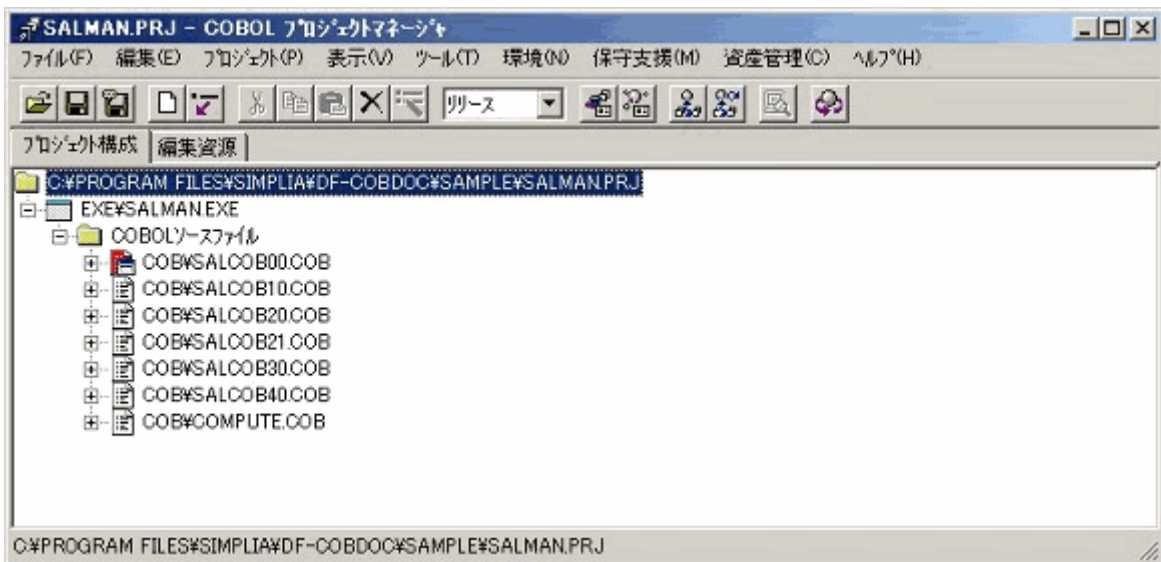 SALMAN.PRJ - COBOL ﾌﾟﾛｼﾞｪｸﾄﾏﾈｰｼﾞｬ
ﾌｧｲﾙ(F) 編集(E) ﾌﾟﾛｼﾞｪｸﾄ(P) 表示(V) ﾂｰﾙ(T) 環境(N) 保守支援(M) 資産管理(C) ﾍﾙﾌﾟ(H)
ﾘﾘｰｽ
ﾌﾟﾛｼﾞｪｸﾄ構成 編集資源
C:¥PROGRAM FILES¥SIMPLIA¥DF-COBDOC¥SAMPLE¥SALMAN.PRJ
EXE¥SALMAN.EXE
COBOLｿｰｽﾌｧｲﾙ
COB¥SALCOB00.COB
COB¥SALCOB10.COB
COB¥SALCOB20.COB
COB¥SALCOB21.COB
COB¥SALCOB30.COB
COB¥SALCOB40.COB
COB¥COMPUTE.COB
C:¥PROGRAM FILES¥SIMPLIA¥DF-COBDOC¥SAMPLE¥SALMAN.PRJ